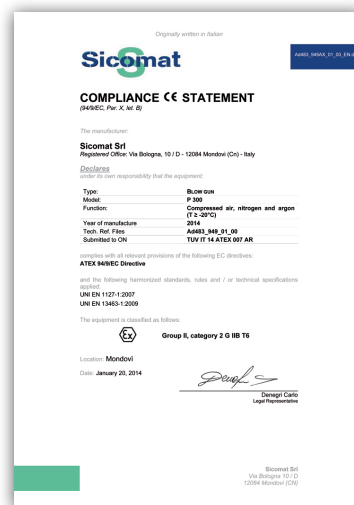 Originally written in Italian
Sicomat
COMPLIANCE CE STATEMENT
(94/9/EC, Per. X, let. B)
The manufacturer:
Sicomat Srl
Registered Office: Via Bologna, 10 / D - 12084 Mondovì (Cn) - Italy
Declares
under its own responsability that the equipment:
Type: BLOW GUN
Model: P 300
Function: Compressed air, nitrogen and argon
(T ≥ -20°C)
Year of manufacture 2014
Tech. Ref. Files Ad483_949_01_00
Submitted to ON TUV IT 14 ATEX 007 AR
complies with all relevant provisions of the following EC directives:
ATEX 94/9/EC Directive
and the following harmonized standards, rules and / or technical specifications
applied:
UNI EN 1127-1:2007
UNI EN 13463-1:2009
The equipment is classified as follows:
Ex Group II, category 2 G IIB T6
Location: Mondovì
Date: January 20, 2014
Denegri Carlo
Legal Representative
Sicomat Srl
Via Bologna 10 / D
12084 Mondovì (CN)